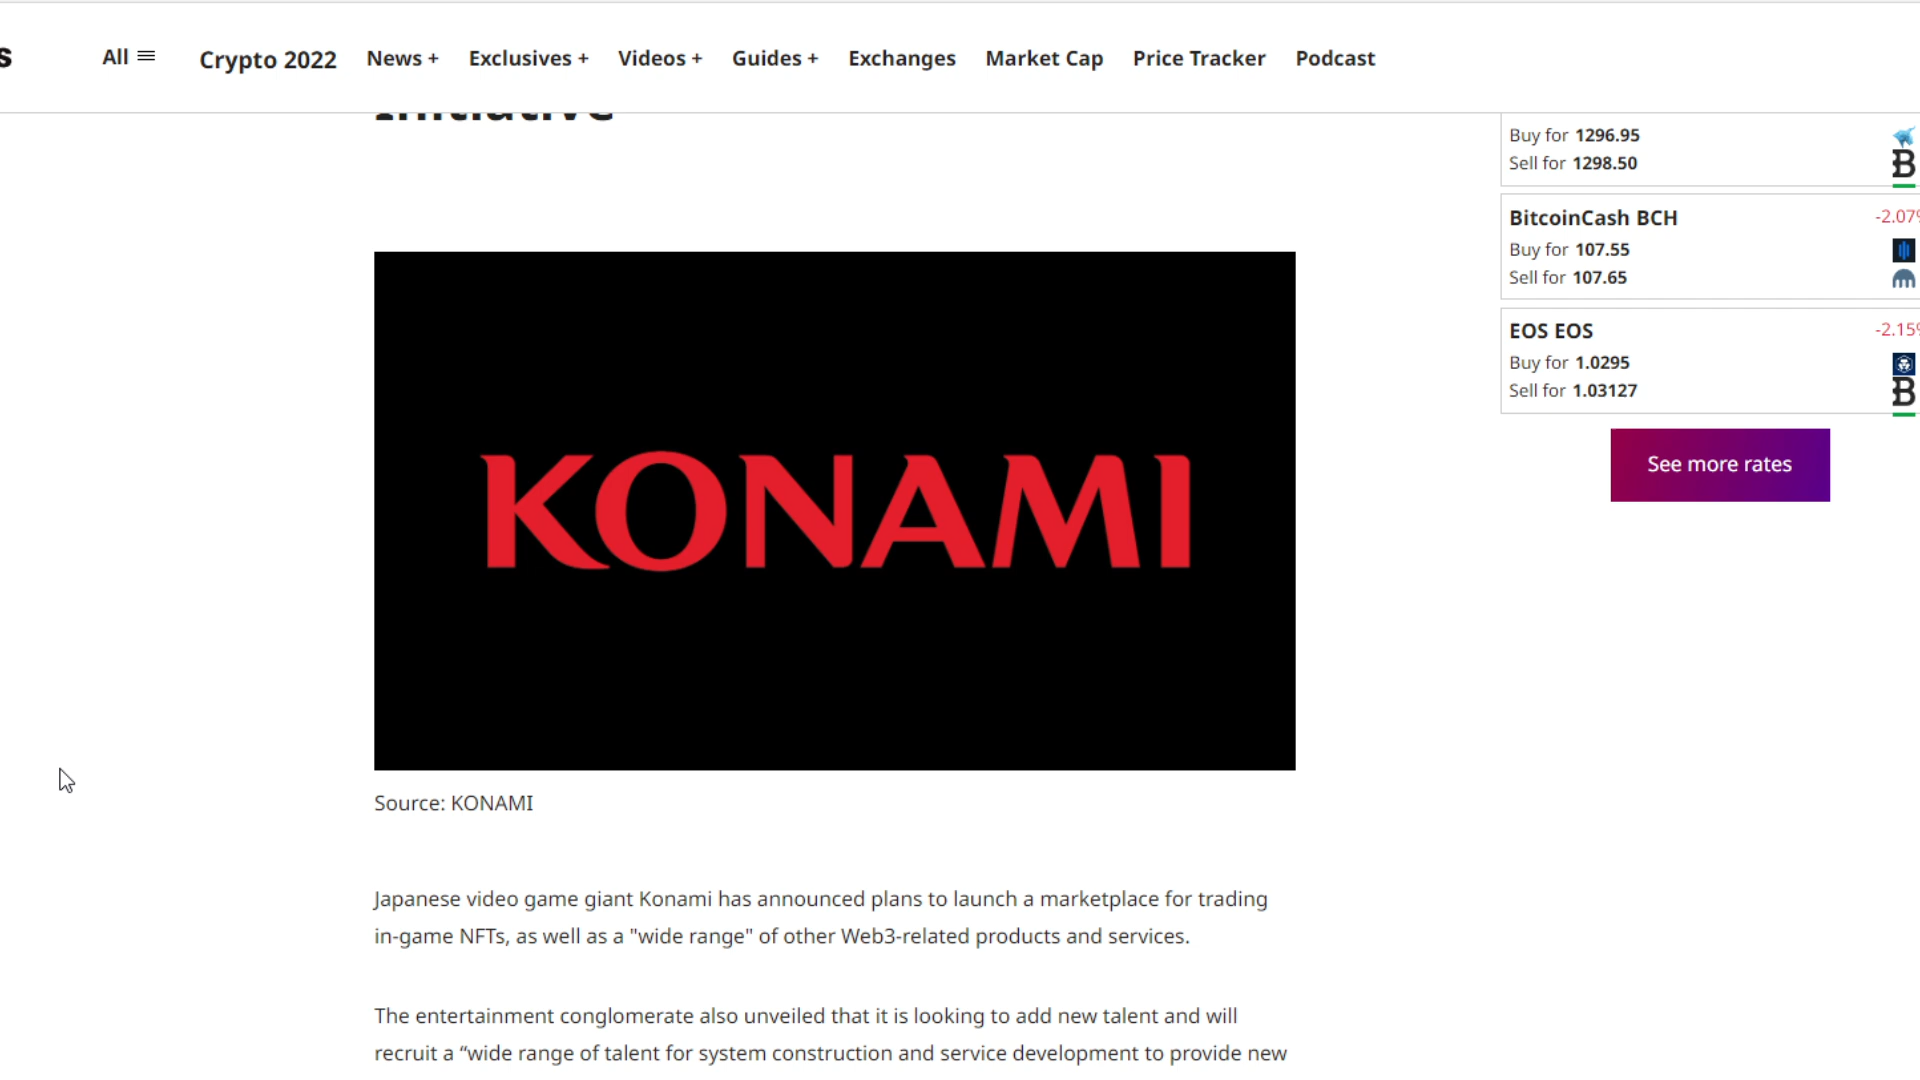 s
All
Crypto 2022
News +
Exclusives +
Videos +
Guides +
Exchanges
Market Cap
Price Tracker
Podcast
Initiative
KONAMI
Source: KONAMI
Japanese video game giant Konami has announced plans to launch a marketplace for trading
in-game NFTs, as well as a "wide range" of other Web3-related products and services.
The entertainment conglomerate also unveiled that it is looking to add new talent and will
recruit a “wide range of talent for system construction and service development to provide new
Buy for 1296.95
Sell for 1298.50
BitcoinCash BCH
-2.07%
Buy for 107.55
Sell for 107.65
EOS EOS
-2.15%
Buy for 1.0295
Sell for 1.03127
See more rates